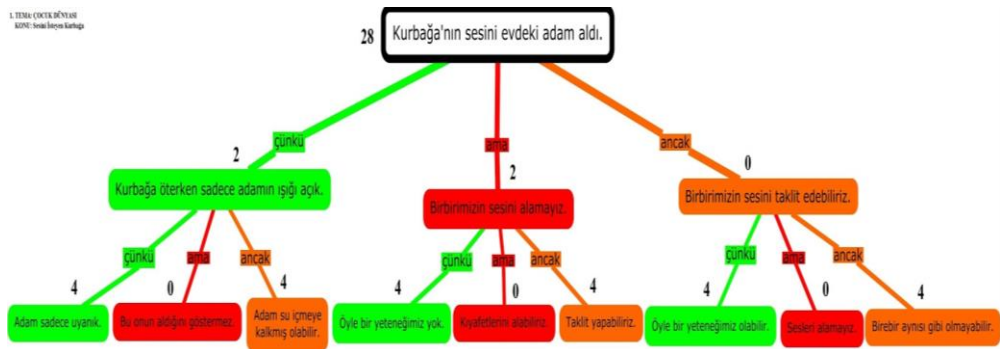 1. TEMA: ÇOCUK DÜNYASI
KONU: Sesini İsteyen Kurbağa
28
Kurbağa'nın sesini evdeki adam aldı.
çünkü
ama
ancak
2
2
0
Kurbağa öterken sadece adamın ışığı açık.
Birbirimizin sesini alamayız.
Birbirimizin sesini taklit edebiliriz.
çünkü
ama
ancak
çünkü
ama
ancak
çünkü
ama
ancak
4
0
4
4
0
4
4
0
4
Adam sadece uyanık.
Bu onun aldığını göstermez.
Adam su içmeye
kalkmış olabilir.
Öyle bir yeteneğimiz yok.
Kıyafetlerini alabiliriz.
Taklit yapabiliriz.
Öyle bir yeteneğimiz olabilir.
Sesleri alamayız.
Birebir aynısı gibi olmayabilir.